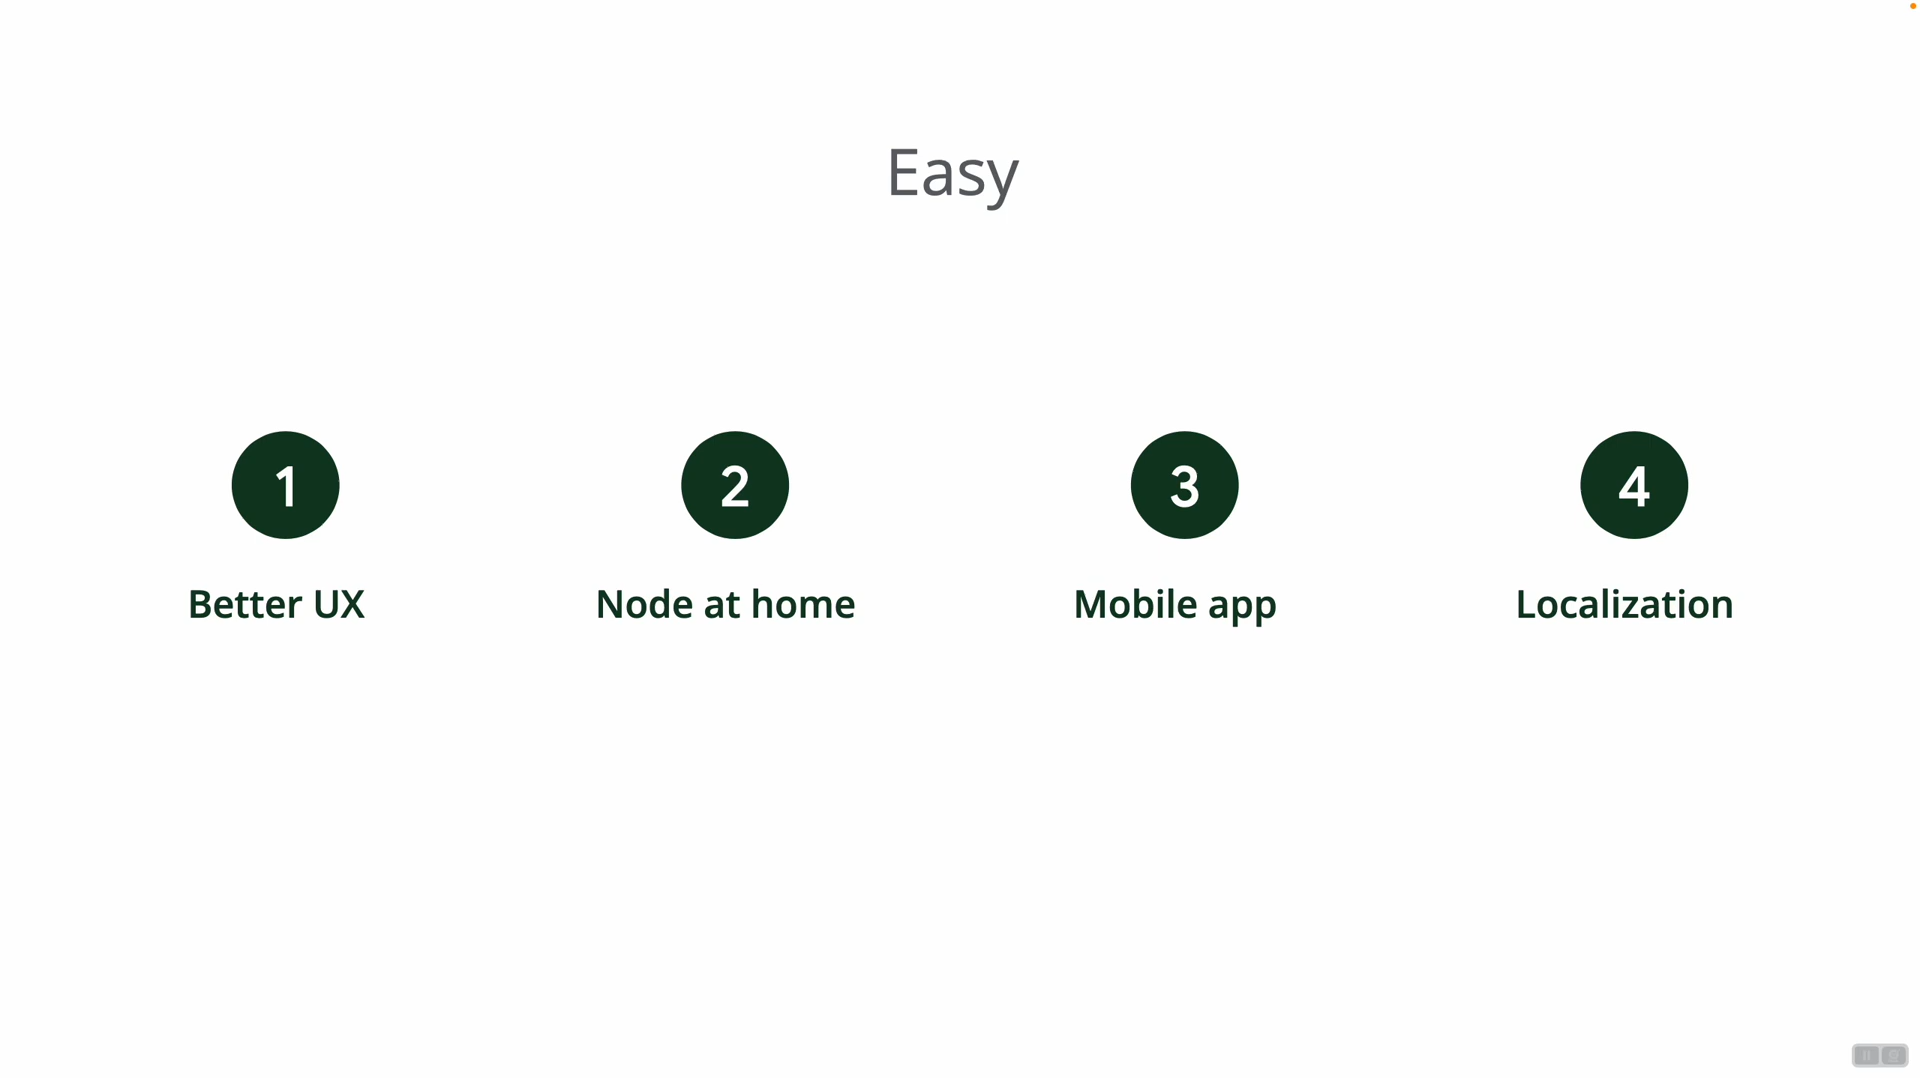 Easy
1
2
3
4
Better UX
Node at home
Mobile app
Localization